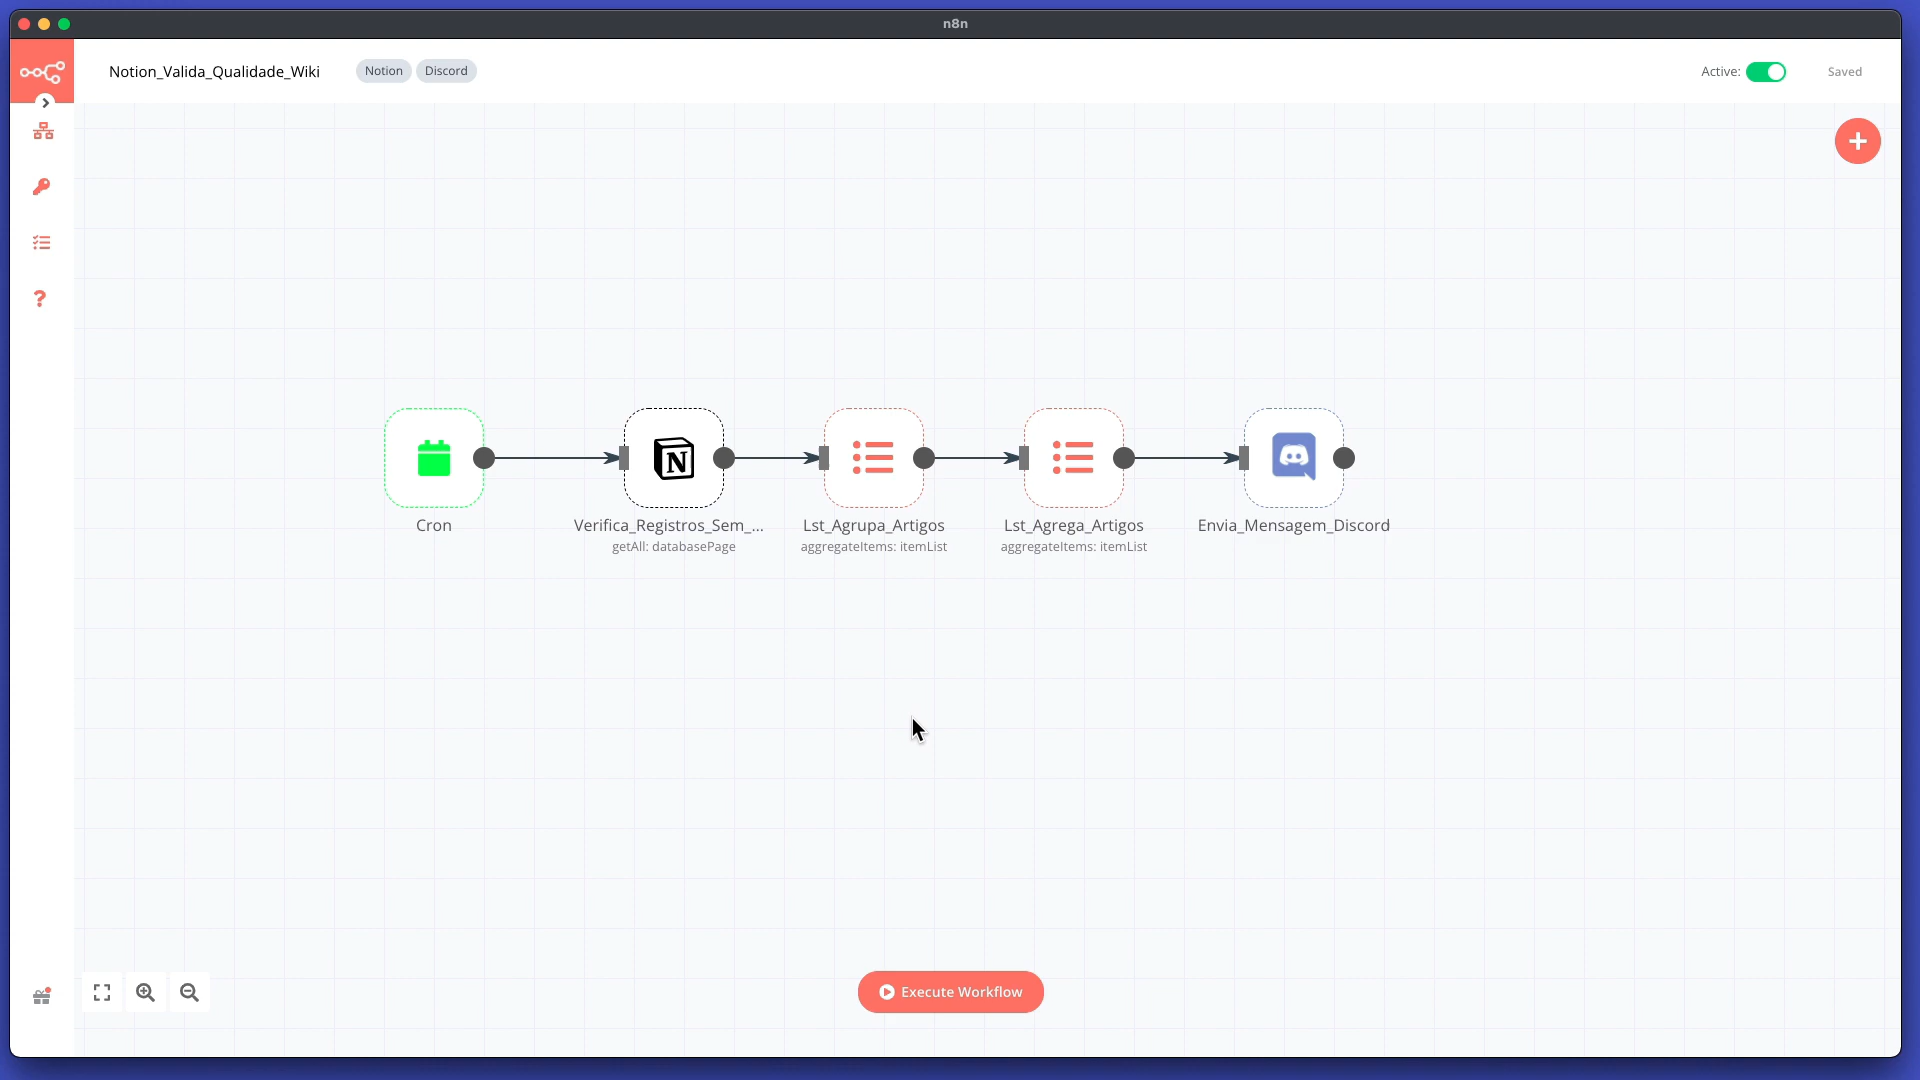 n8n
Notion_Valida_Qualidade_Wiki
Notion
Discord
Active:
Saved
Cron
Verifica_Registros_Sem_...
getAll: databasePage
Lst_Agrupa_Artigos
aggregateItems: itemList
Lst_Agrega_Artigos
aggregateItems: itemList
Envia_Mensagem_Discord
Execute Workflow